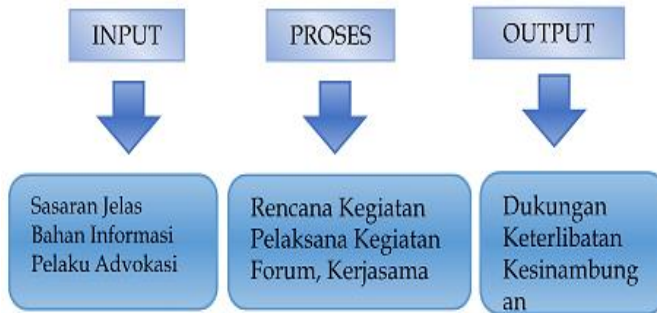 INPUT
PROSES
OUTPUT
Sasaran Jelas
Bahan Informasi
Pelaku Advokasi
Rencana Kegiatan
Pelaksana Kegiatan
Forum, Kerjasama
Dukungan
Keterlibatan
Kesinambung
an